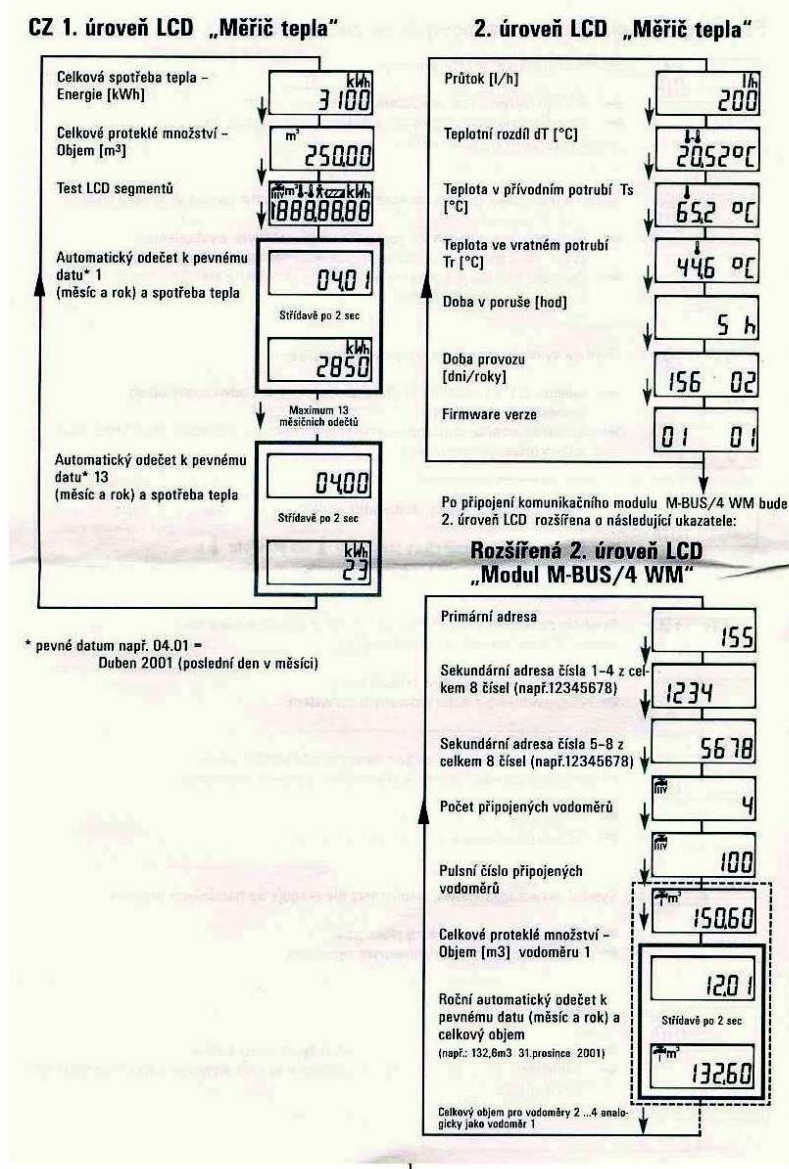 CZ 1. úroveň LCD „Měřič tepla“
Celková spotřeba tepla –
Energie [kWh]
kWh
3100
Celkové proteklé množství –
Objem [m³]
m³
250,00
Test LCD segmentů
m³ kWh
1888,88,88
Automatický odečet k pevnému
datu* 1
(měsíc a rok) a spotřeba tepla
04,01
Střídavě po 2 sec
kWh
2850
Maximum 13
měsíčních odečtů
Automatický odečet k pevnému
datu* 13
(měsíc a rok) a spotřeba tepla
04,00
Střídavě po 2 sec
kWh
23
* pevné datum např. 04.01 =
Duben 2001 (poslední den v měsíci)
2. úroveň LCD „Měřič tepla“
Průtok [l/h]
l/h
200
Teplotní rozdíl dT [°C]
20,52°C
Teplota v přívodním potrubí Ts
[°C]
65,2 °C
Teplota ve vratném potrubí
Tr [°C]
44,6 °C
Doba v poruše [hod]
5 h
Doba provozu
[dni/roky]
156 02
Firmware verze
01 01
Po připojení komunikačního modulu M-BUS/4 WM bude
2. úroveň LCD rozšířena o následující ukazatele:
Rozšířená 2. úroveň LCD
„Modul M-BUS/4 WM“
Primární adresa
155
Sekundární adresa čísla 1–4 z cel-
kem 8 čísel (např.12345678)
1234
Sekundární adresa čísla 5–8 z
celkem 8 čísel (např.12345678)
5678
Počet připojených vodoměrů
4
Pulsní číslo připojených
vodoměrů
100
Celkové proteklé množství –
Objem [m3] vodoměru 1
m³
150,60
Roční automatický odečet k
pevnému datu (měsíc a rok) a
celkový objem
(např.: 132,6m3 31.prosince 2001)
12,01
Střídavě po 2 sec
m³
132,60
Celkový objem pro vodoměry 2 ...4 analo-
gicky jako vodoměr 1